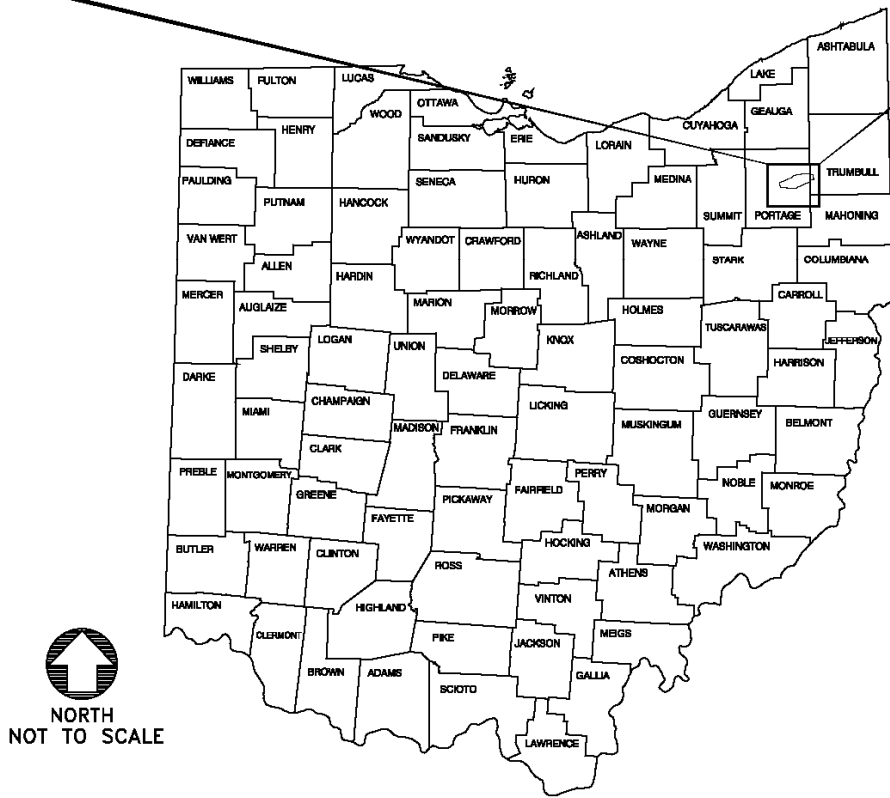 ASHTABULA
LAKE
WILLIAMS
FULTON
LUCAS
GEAUGA
OTTAWA
WOOD
CUYAHOGA
HENRY
SANDUSKY
ERIE
DEFIANCE
LORAIN
TRUMBULL
PAULDING
SENECA
HURON
MEDINA
PUTNAM
HANCOCK
SUMMIT
PORTAGE
MAHONING
VAN WERT
WYANDOT
CRAWFORD
ASHLAND
WAYNE
STARK
COLUMBIANA
ALLEN
HARDIN
RICHLAND
MERCER
CARROLL
AUGLAIZE
MARION
MORROW
HOLMES
TUSCARAWAS
LOGAN
UNION
KNOX
JEFFERSON
SHELBY
COSHOCTON
HARRISON
DARKE
DELAWARE
CHAMPAIGN
LICKING
MIAMI
GUERNSEY
MADISON
FRANKLIN
MUSKINGUM
BELMONT
CLARK
PREBLE
MONTGOMERY
PERRY
NOBLE
MONROE
GREENE
PICKAWAY
FAIRFIELD
MORGAN
FAYETTE
BUTLER
WARREN
CLINTON
HOCKING
WASHINGTON
ROSS
ATHENS
HAMILTON
HIGHLAND
VINTON
CLERMONT
PIKE
JACKSON
MEIGS
BROWN
ADAMS
GALLIA
SCIOTO
NORTH
NOT TO SCALE
LAWRENCE